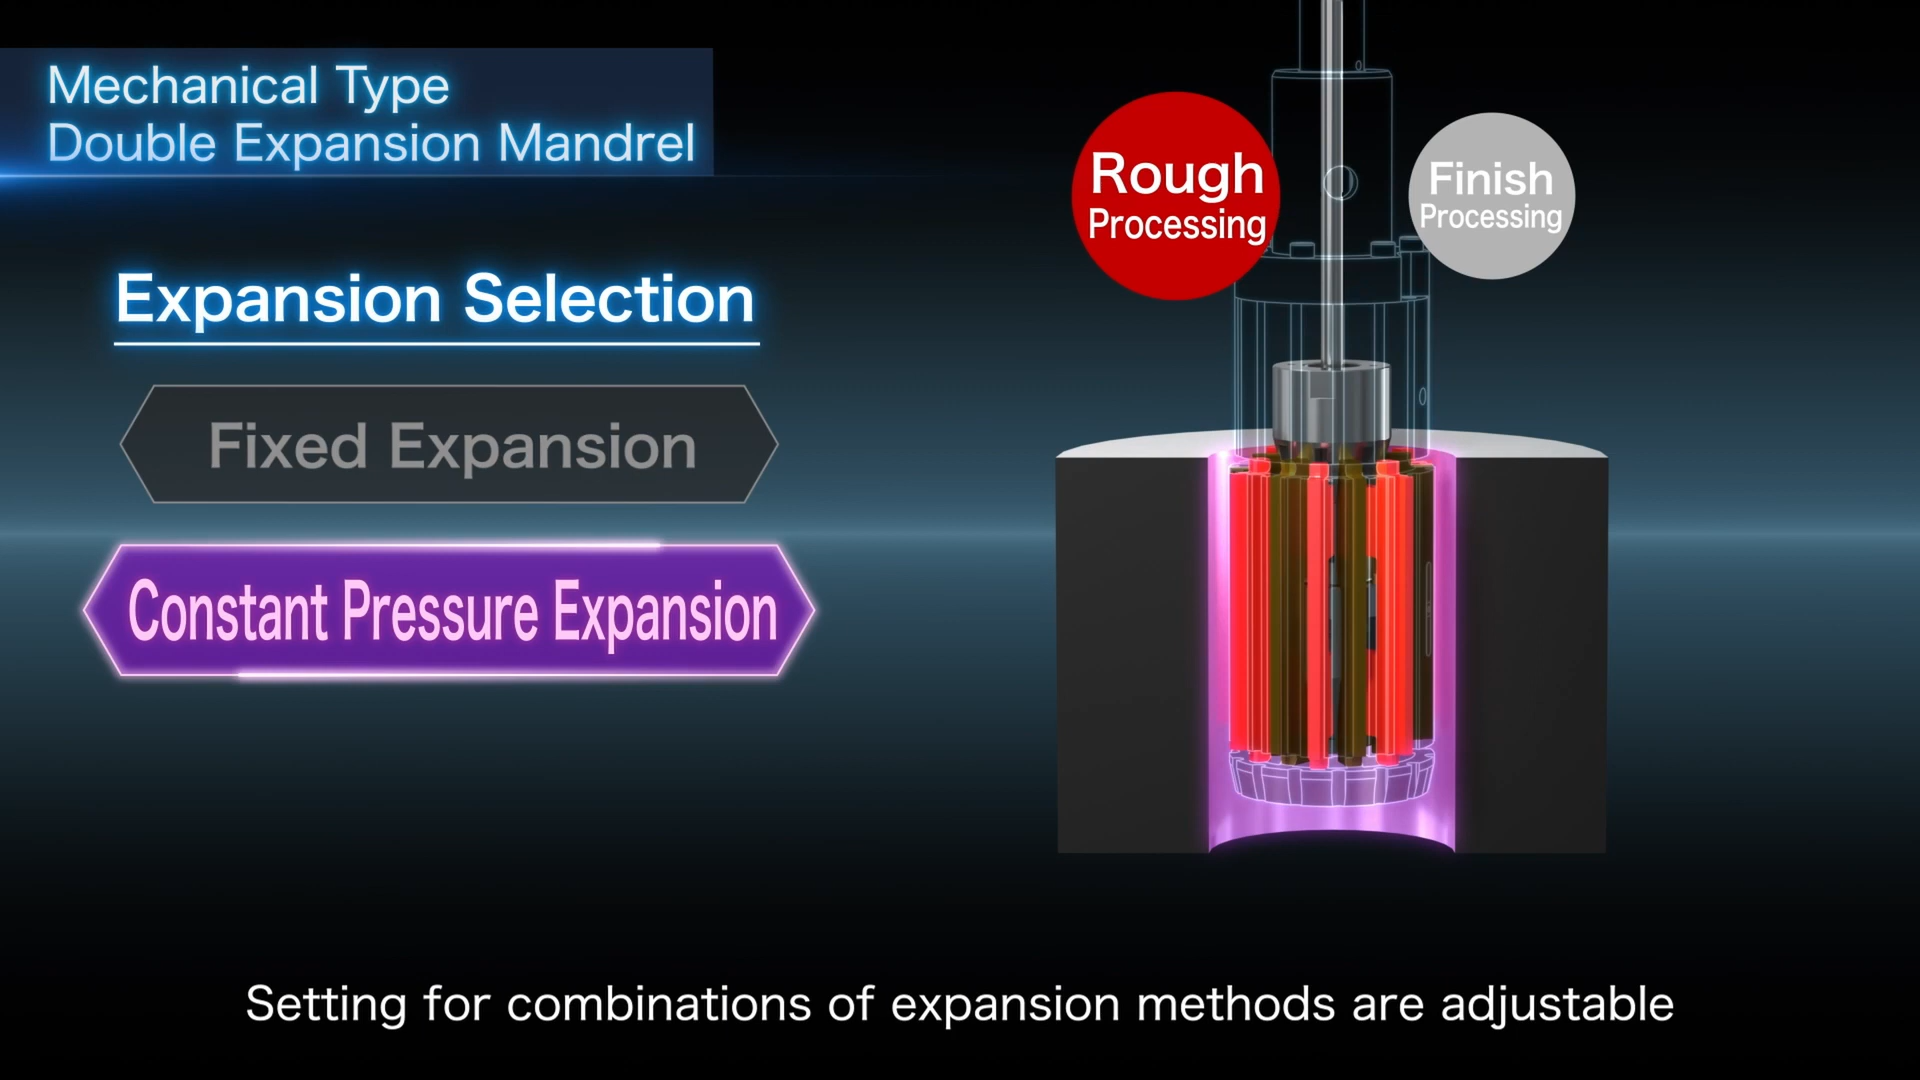 Mechanical Type
Double Expansion Mandrel
Expansion Selection
Fixed Expansion
Constant Pressure Expansion
Rough
Processing
Finish
Processing
Setting for combinations of expansion methods are adjustable